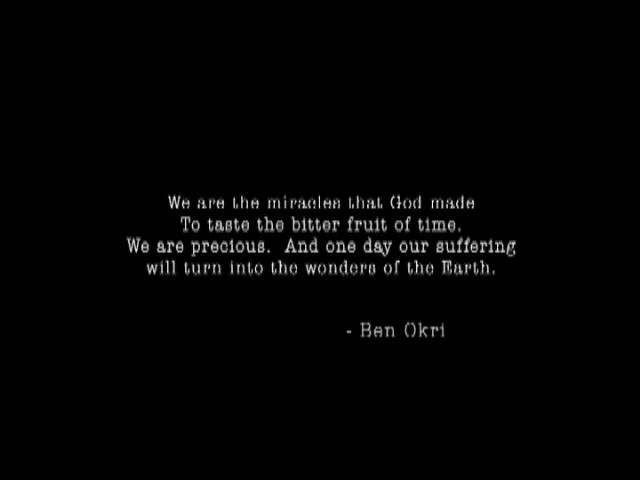 We are the miracles that God made
To taste the bitter fruit of time.
We are precious.  And one day our suffering
will turn into the wonders of the Earth.
- Ben Okri